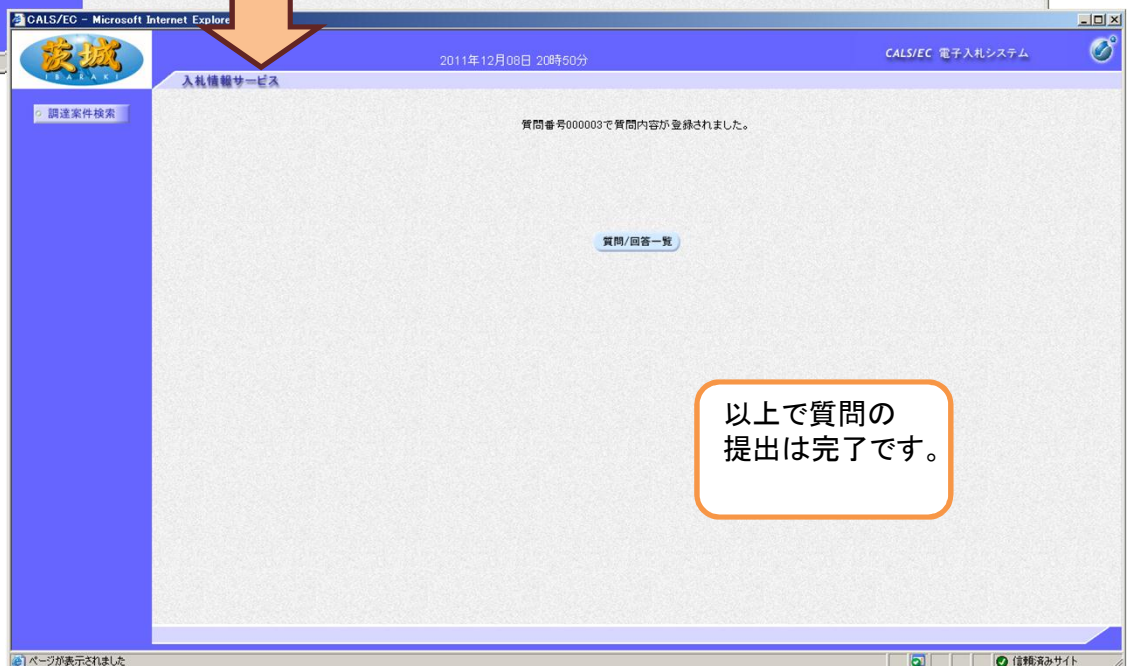 CALS/EC - Microsoft Internet Explore
茨城
IBARAKI
2011年12月08日 20時50分
CALS/EC 電子入札システム
入札情報サービス
調達案件検索
質問番号000003で質問内容が登録されました。
質問/回答一覧
以上で質問の
提出は完了です。
ページが表示されました
信頼済みサイト